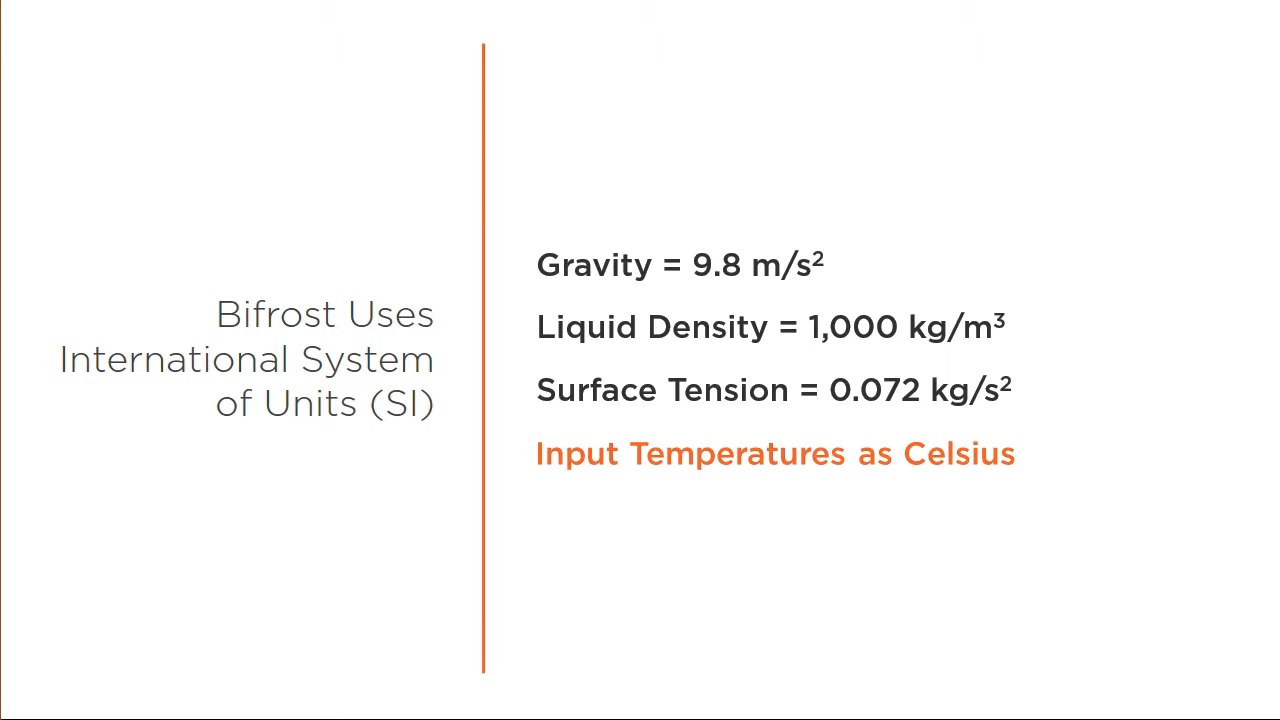 Bifrost Uses
International System
of Units (SI)
Gravity = 9.8 m/s²
Liquid Density = 1,000 kg/m³
Surface Tension = 0.072 kg/s²
Input Temperatures as Celsius